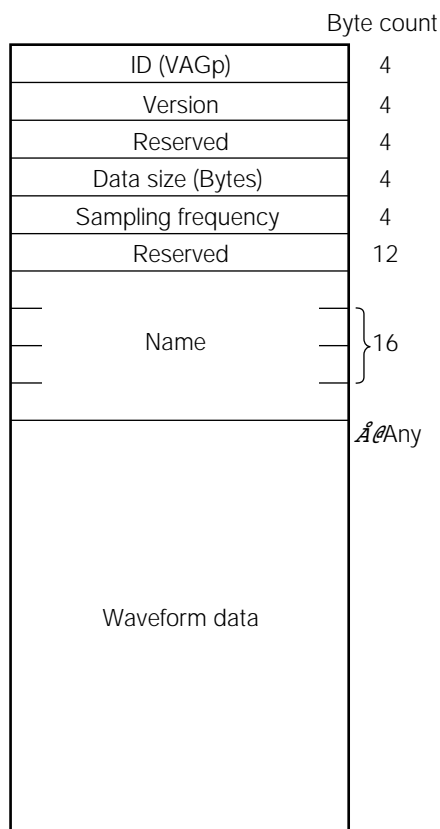 Byte count
ID (VAGp) 4
Version 4
Reserved 4
Data size (Bytes) 4
Sampling frequency 4
Reserved 12
Name 16
Å@Any
Waveform data